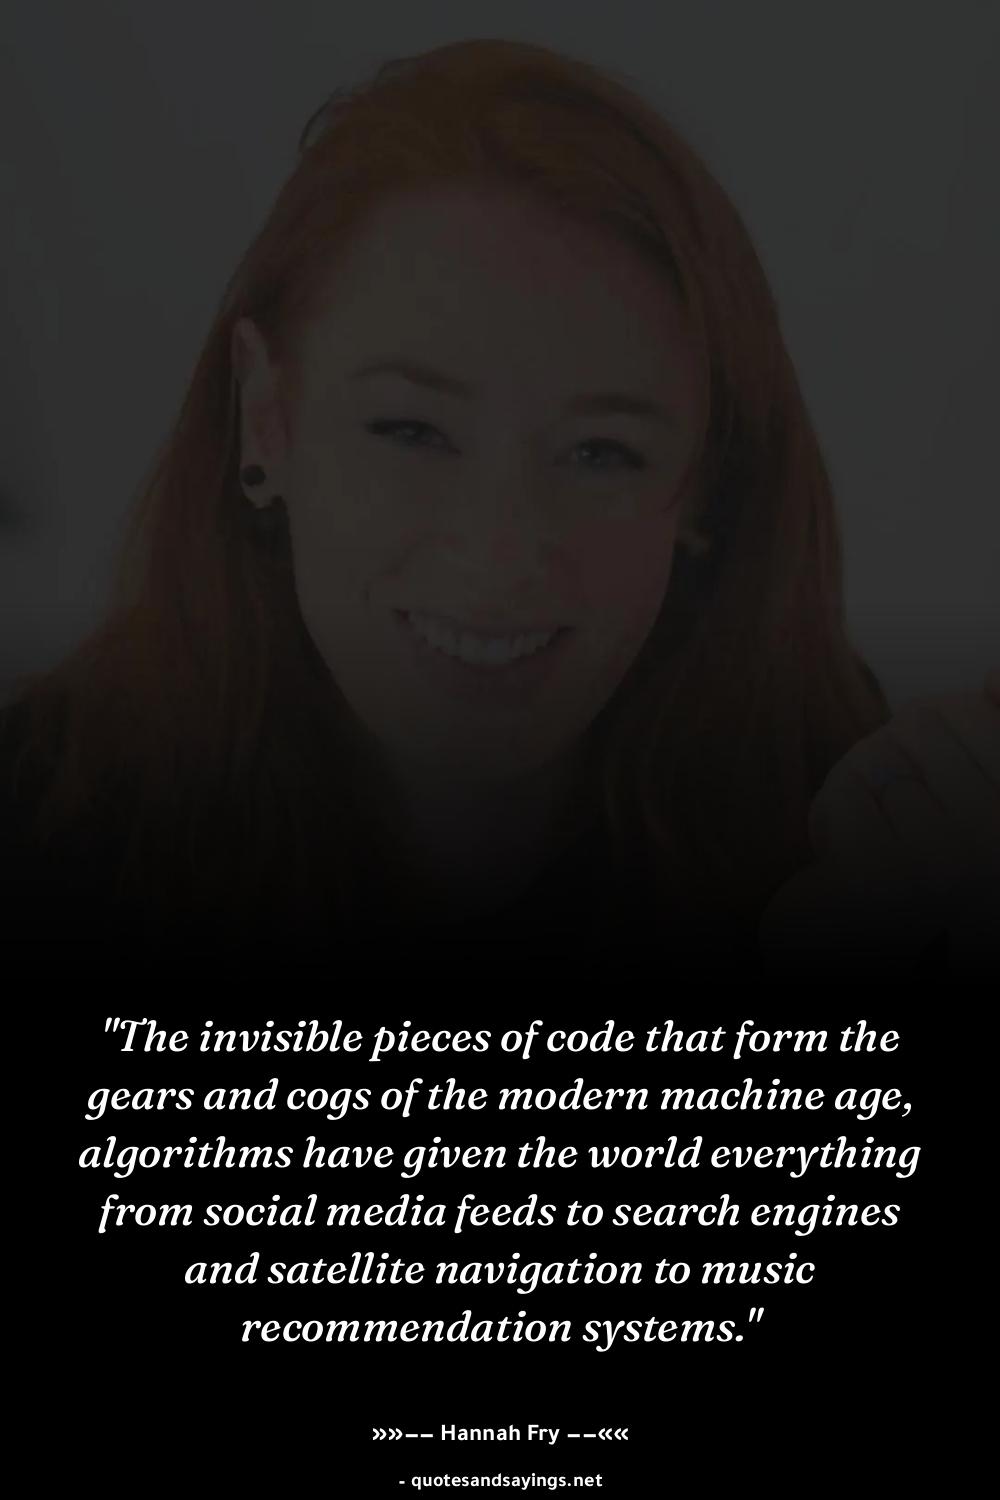 "The invisible pieces of code that form the
gears and cogs of the modern machine age,
algorithms have given the world everything
from social media feeds to search engines
and satellite navigation to music
recommendation systems."
»»–– Hannah Fry ––««
- quotesandsayings.net